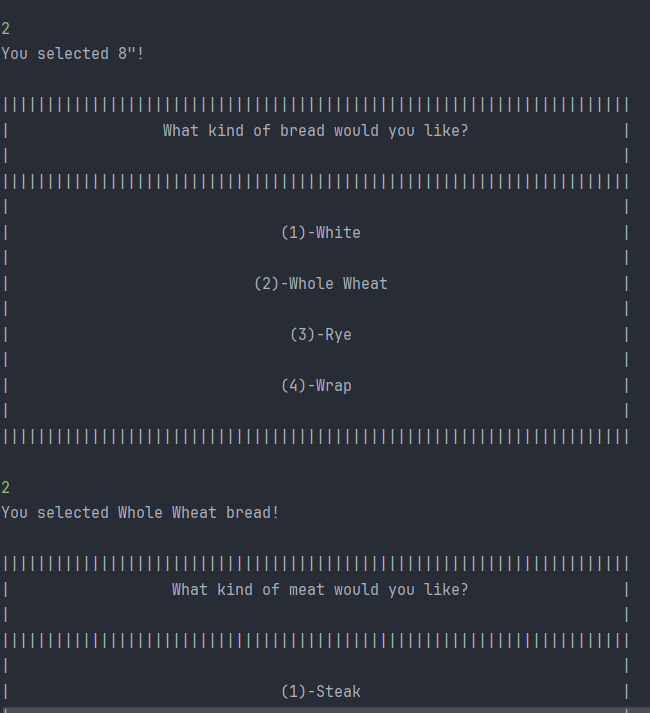 2
You selected 8"!
||||||||||||||||||||||||||||||||||||||||||||||||||||||||||||||||||||||
|                 What kind of bread would you like?                 |
|                                                                    |
||||||||||||||||||||||||||||||||||||||||||||||||||||||||||||||||||||||
|                                                                    |
|                              (1)-White                             |
|                                                                    |
|                           (2)-Whole Wheat                          |
|                                                                    |
|                               (3)-Rye                              |
|                                                                    |
|                              (4)-Wrap                              |
|                                                                    |
||||||||||||||||||||||||||||||||||||||||||||||||||||||||||||||||||||||
2
You selected Whole Wheat bread!
||||||||||||||||||||||||||||||||||||||||||||||||||||||||||||||||||||||
|                  What kind of meat would you like?                 |
|                                                                    |
||||||||||||||||||||||||||||||||||||||||||||||||||||||||||||||||||||||
|                                                                    |
|                              (1)-Steak                             |